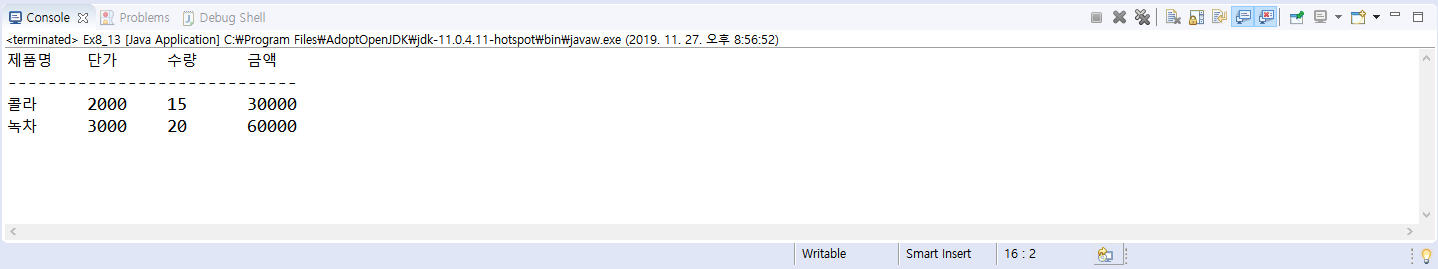 Console Problems Debug Shell
<terminated> Ex8_13 [Java Application] C:₩Program Files₩AdoptOpenJDK₩jdk-11.0.4.11-hotspot₩bin₩javaw.exe (2019. 11. 27. 오후 8:56:52)
제품명 단가 수량 금액
-----------------------------
콜라 2000 15 30000
녹차 3000 20 60000
Writable Smart Insert 16 : 2